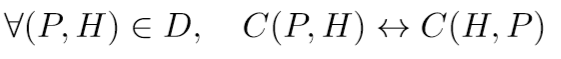 ∀(P, H) ∈ D, C(P, H) ↔ C(H, P)